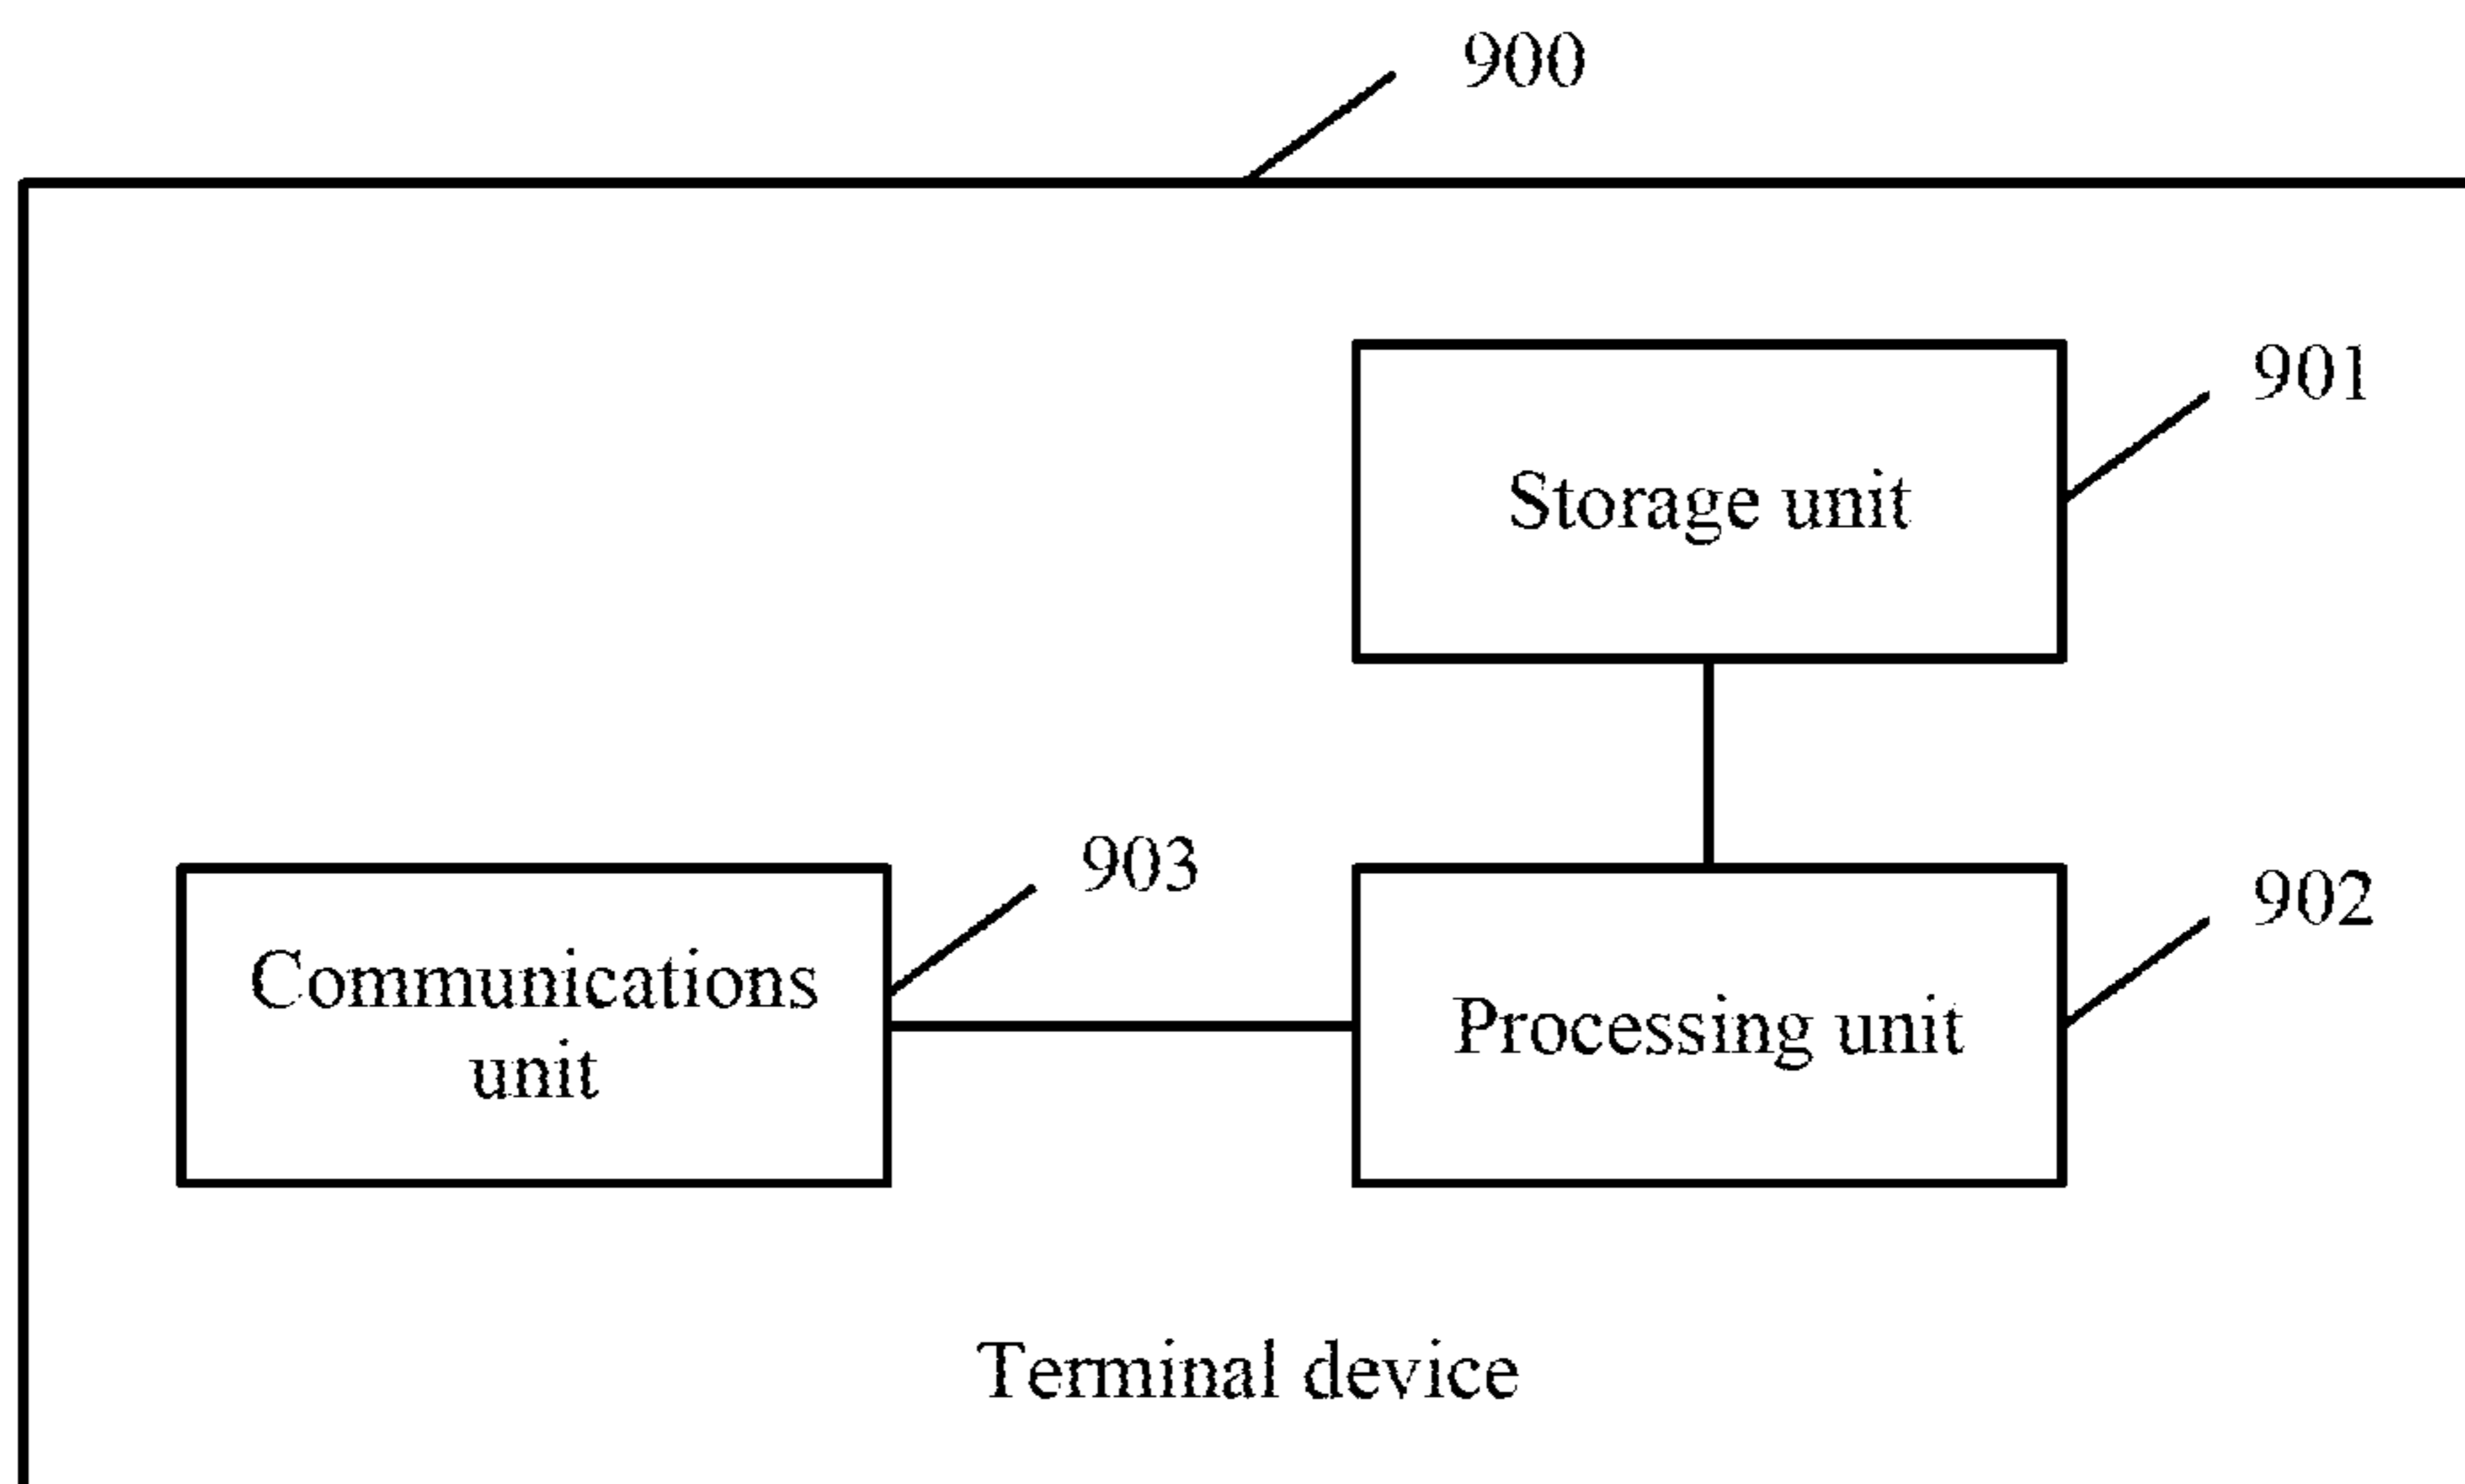 900
901
Storage unit
903
902
Communications
unit
Processing unit
Terminal device